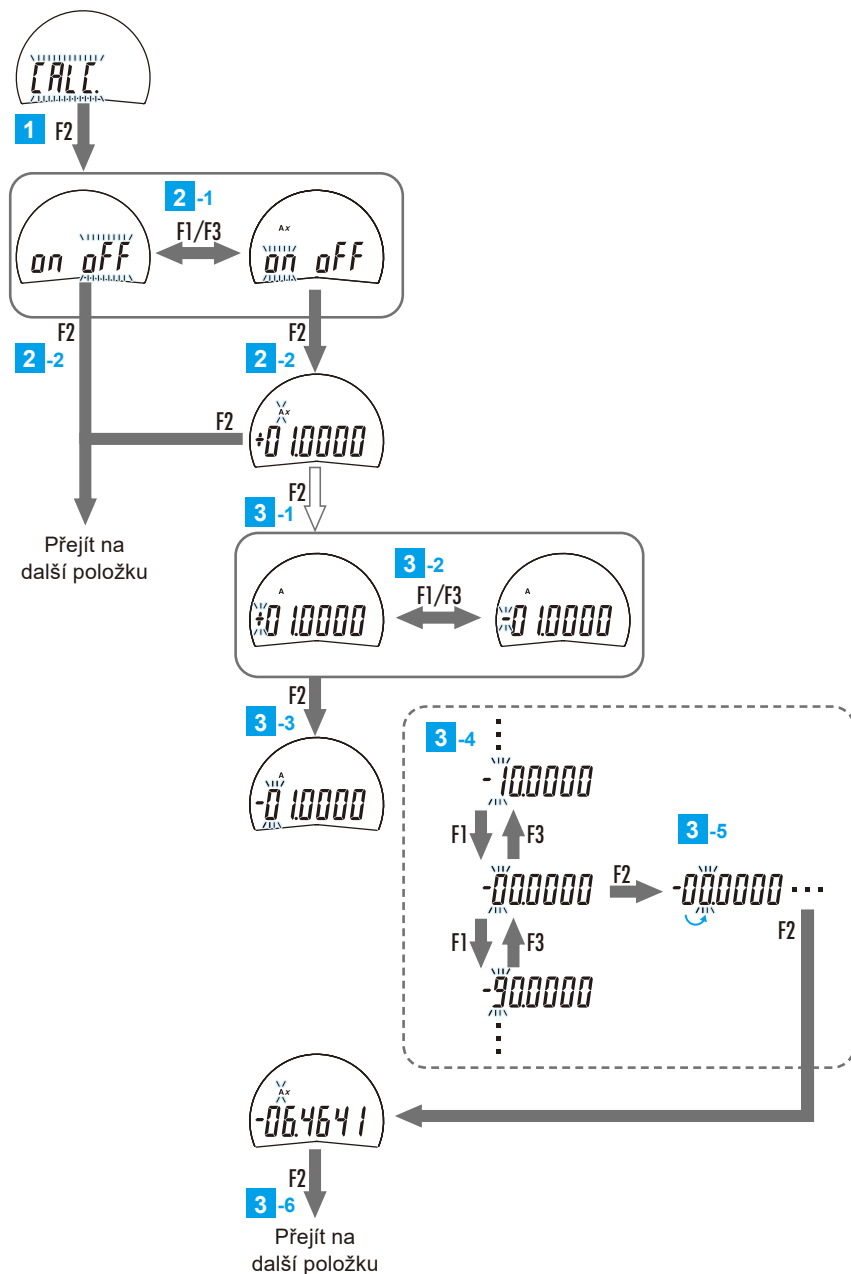 CALC.
1 F2
2 -1
F1/F3
on oFF
Ax
on oFF
F2
2 -2
F2
2 -2
F2
Ax
+01.0000
F2
3 -1
Přejít na
další položku
A
+01.0000
3 -2
F1/F3
A
-01.0000
F2
3 -3
A
-01.0000
3 -4
-10.0000
F1 F3
3 -5
-00.0000
F2
-00.0000 ···
F1 F3
F2
-90.0000
Ax
-06.4641
F2
3 -6
Přejít na
další položku